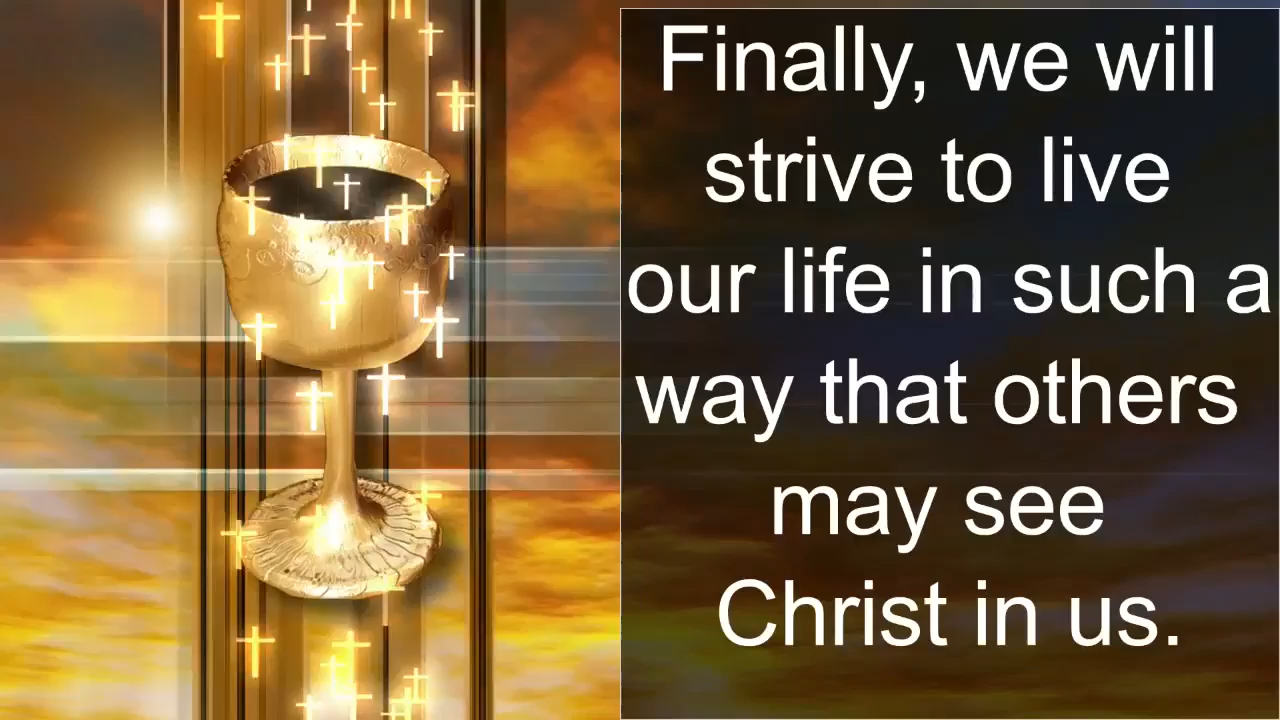 Finally, we will
strive to live
our life in such a
way that others
may see
Christ in us.